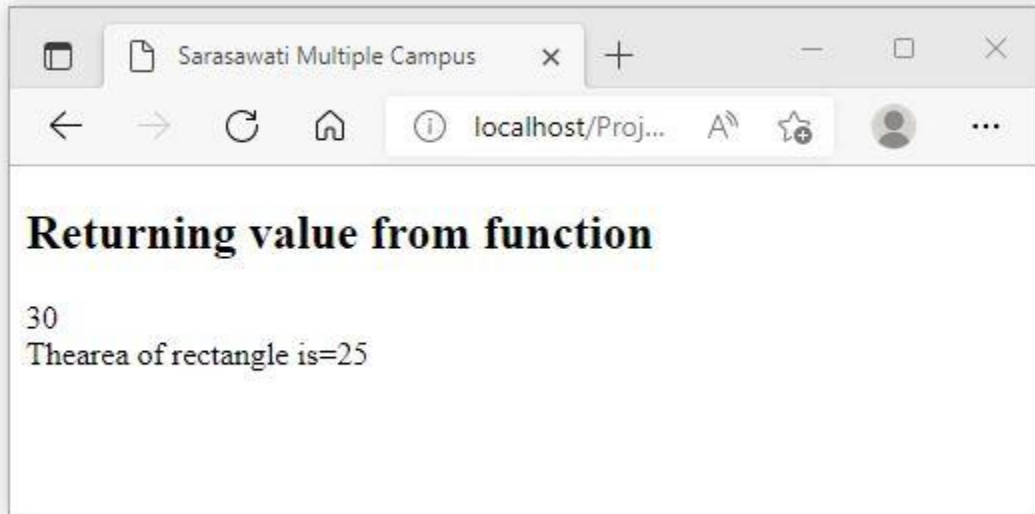 Sarasawati Multiple Campus
localhost/Proj...
Returning value from function
30
Thearea of rectangle is=25